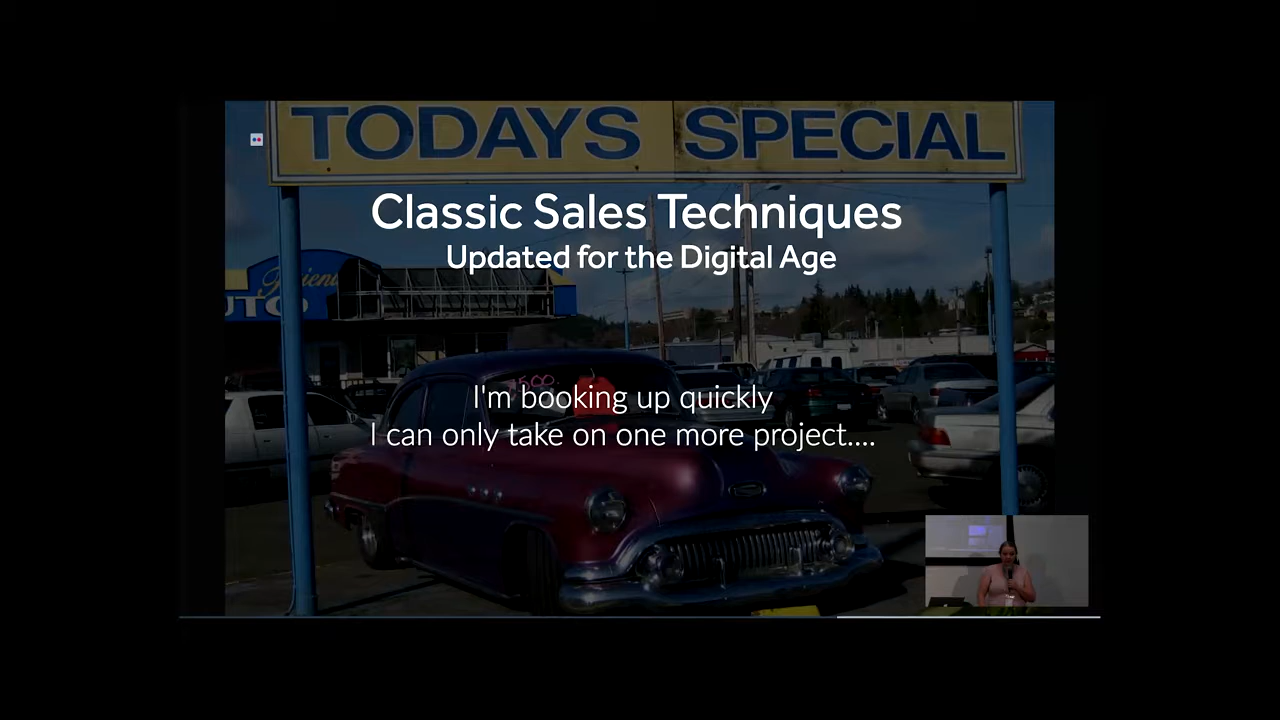 TODAYS SPECIAL
Classic Sales Techniques
Updated for the Digital Age
UTO
I'm booking up quickly
I can only take on one more project....